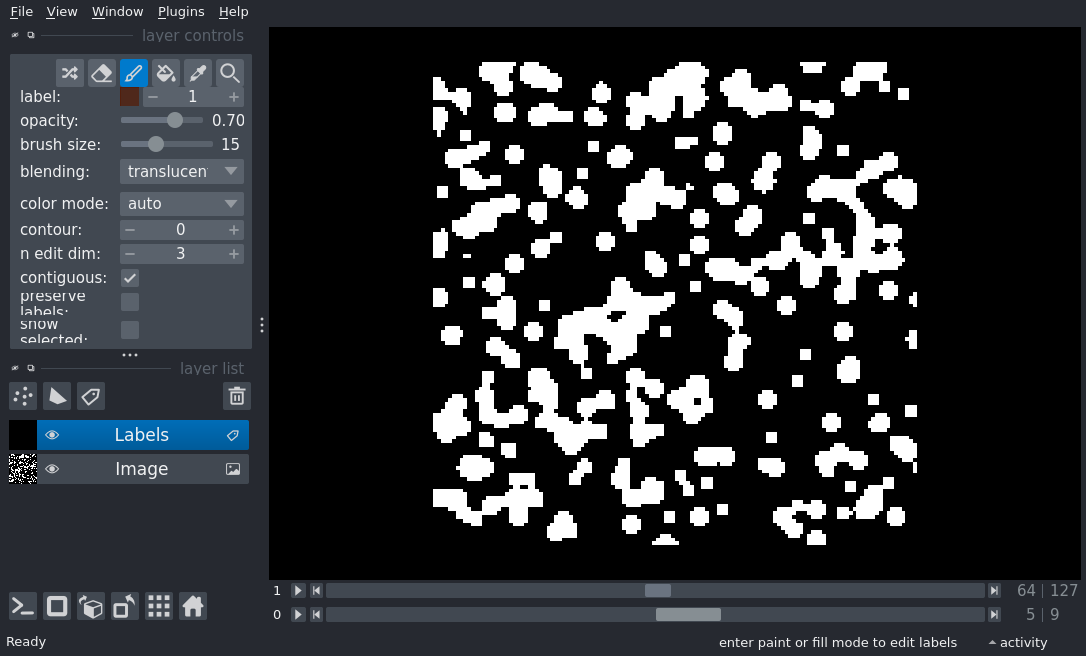 File View Window Plugins Help
layer controls
label: 1
opacity: 0.70
brush size: 15
blending: translucen
color mode: auto
contour: 0
n edit dim: 3
contiguous:
preserve
labels:
show
selected:
layer list
Labels
Image
1 64 127
0 5 9
Ready enter paint or fill mode to edit labels activity